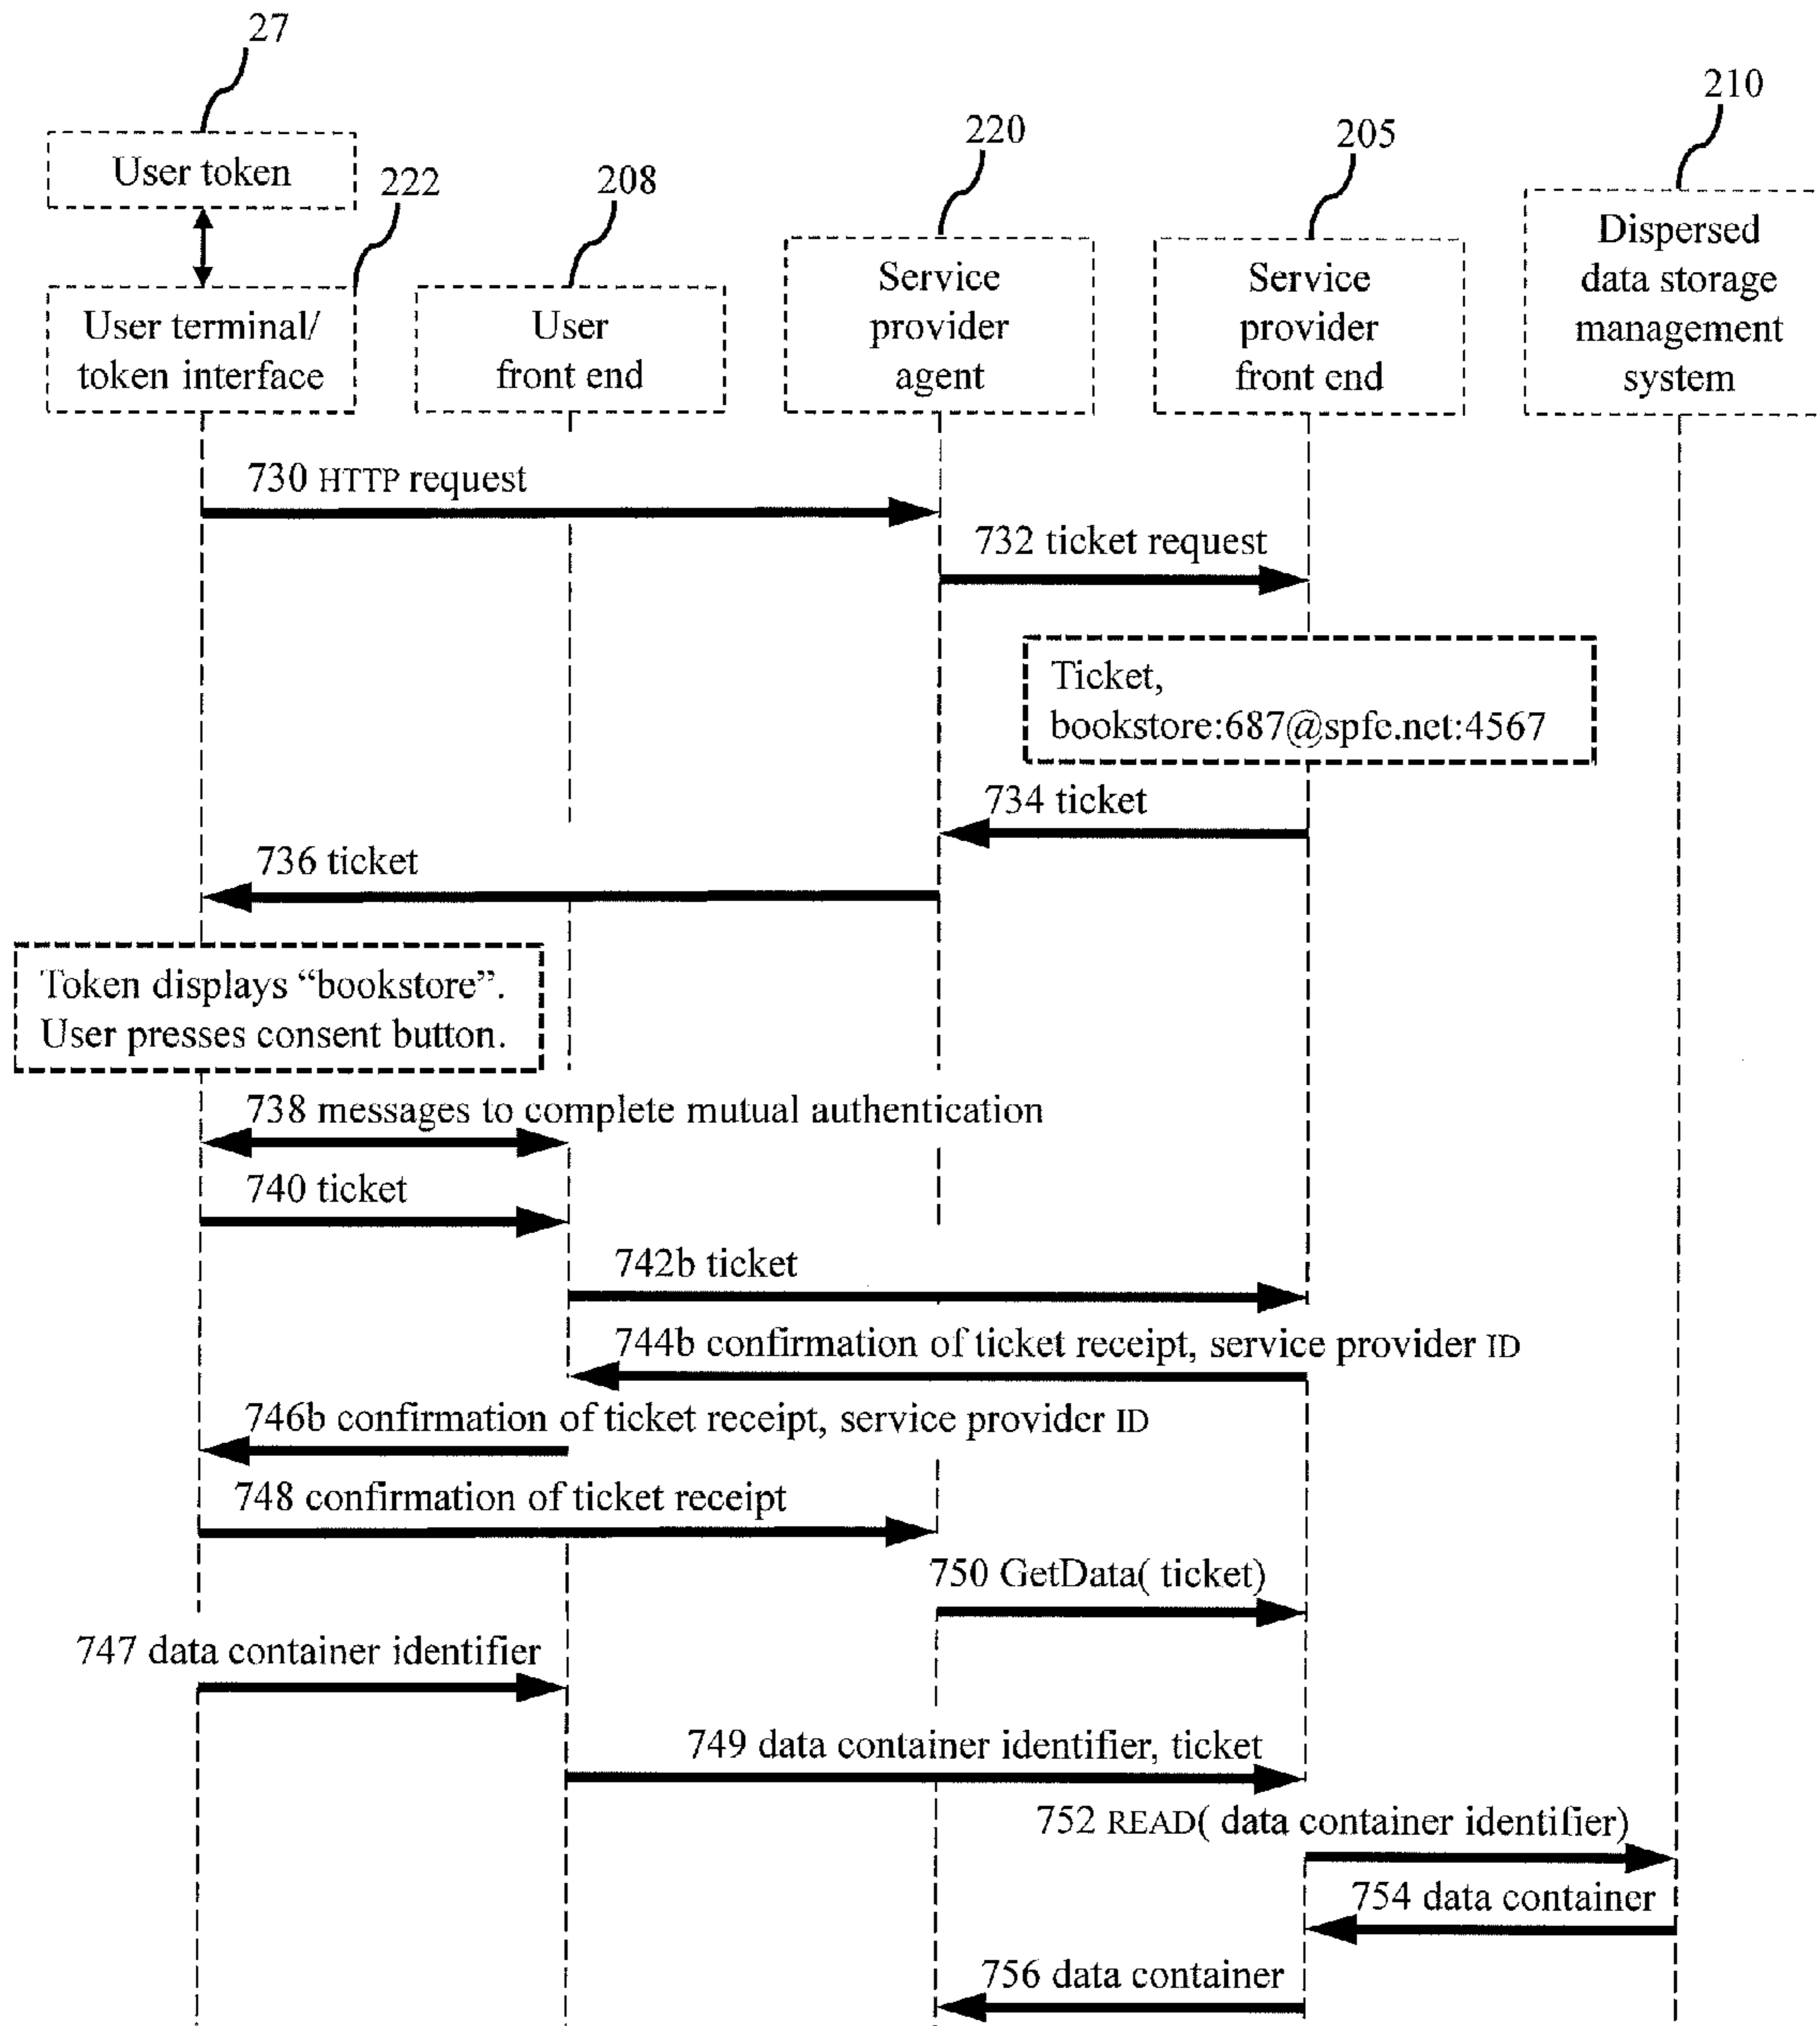 27
210
220
205
User token
222
208
Dispersed
data storage
management
system
Service
provider
agent
Service
provider
front end
User terminal/
token interface
User
front end
730 HTTP request
732 ticket request
Ticket,
bookstore:687@spfe.net:4567
734 ticket
736 ticket
Token displays “bookstore”.
User presses consent button.
738 messages to complete mutual authentication
740 ticket
742b ticket
744b confirmation of ticket receipt, service provider ID
746b confirmation of ticket receipt, service provider ID
748 confirmation of ticket receipt
750 GetData( ticket)
747 data container identifier
749 data container identifier, ticket
752 READ( data container identifier)
754 data container
756 data container